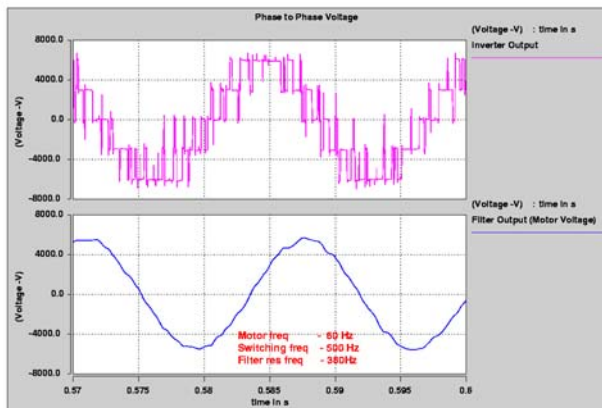 Phase to Phase Voltage
(Voltage -V) : time in s
Inverter Output
8000.0
4000.0
0.0
-4000.0
-8000.0
(Voltage -V)
(Voltage -V) : time in s
Filter Output (Motor Voltage)
8000.0
4000.0
0.0
-4000.0
-8000.0
(Voltage -V)
Motor freq - 60 Hz
Switching freq - 500 Hz
Filter res freq - 380Hz
0.57 0.575 0.58 0.585 0.59 0.595 0.6
time in s